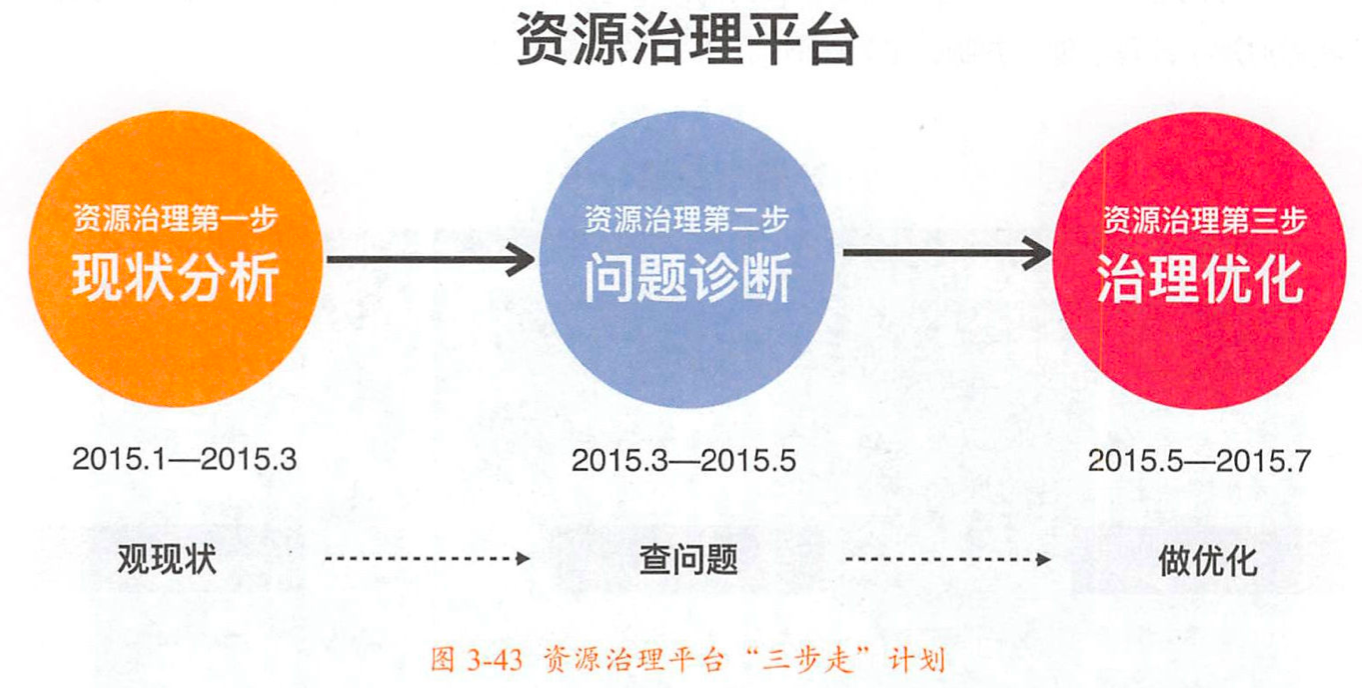 资源治理平台
资源治理第一步
现状分析
资源治理第二步
问题诊断
资源治理第三步
治理优化
2015.1—2015.3
2015.3—2015.5
2015.5—2015.7
观现状
查问题
做优化
图 3-43 资源治理平台“三步走”计划